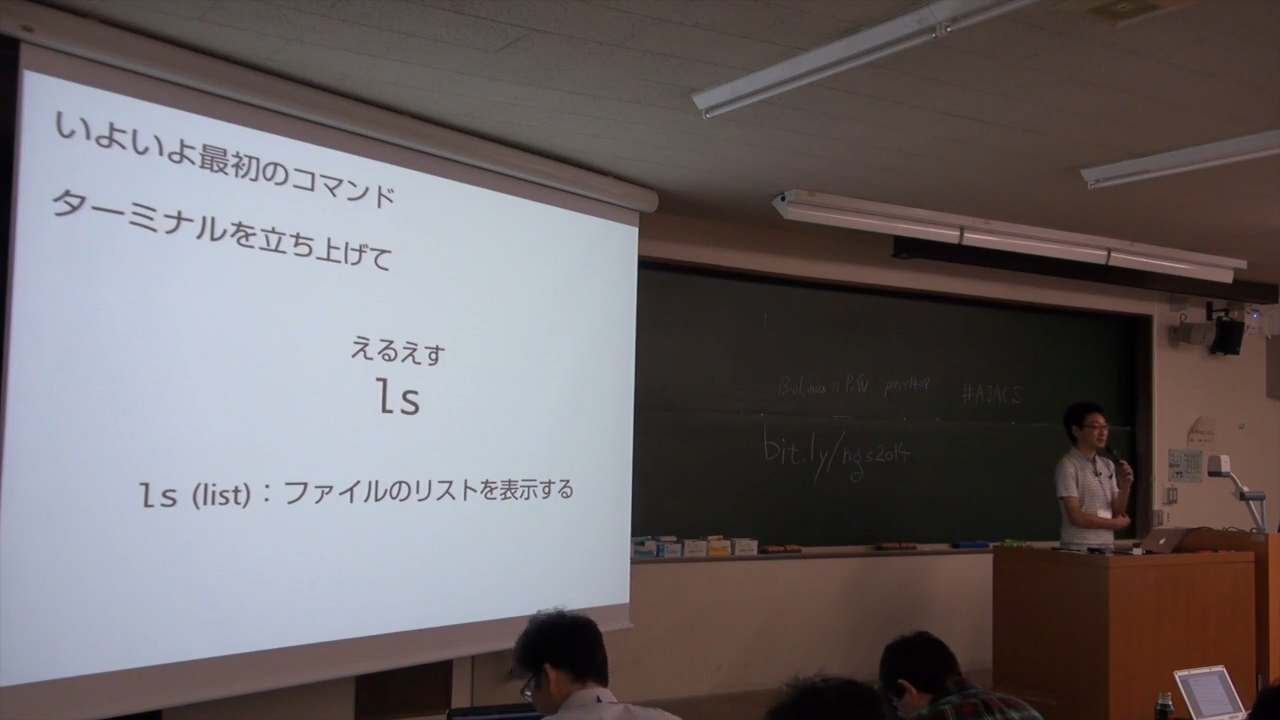 いよいよ最初のコマンド
ターミナルを立ち上げて
えるえす
ls
ls (list)：ファイルのリストを表示する
#AJACS
bit.ly/ngs2014